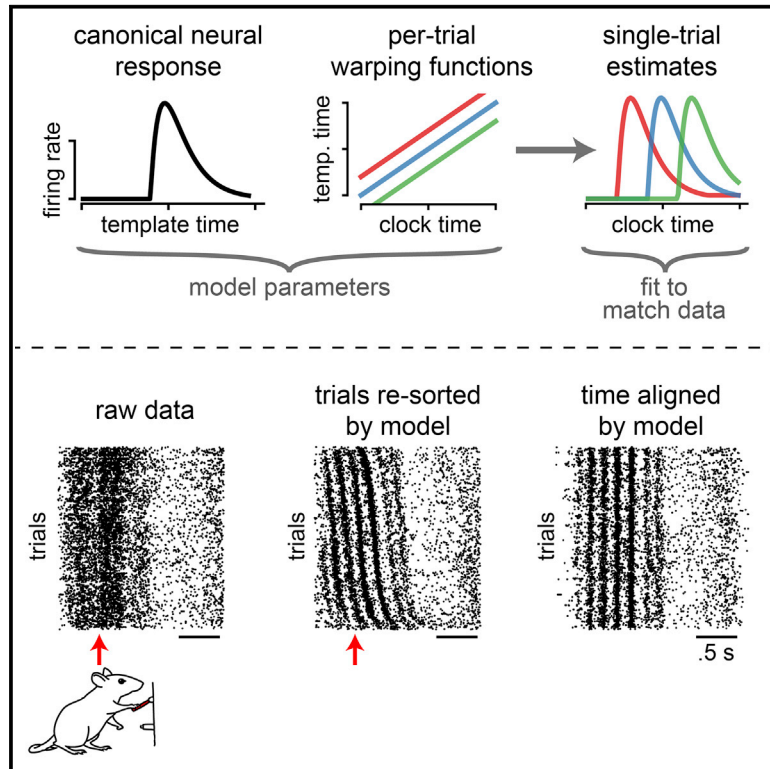 canonical neural
response
per-trial
warping functions
single-trial
estimates
firing rate
template time
temp. time
clock time
clock time
model parameters
fit to
match data
raw data
trials re-sorted
by model
time aligned
by model
trials
trials
trials
.5 s